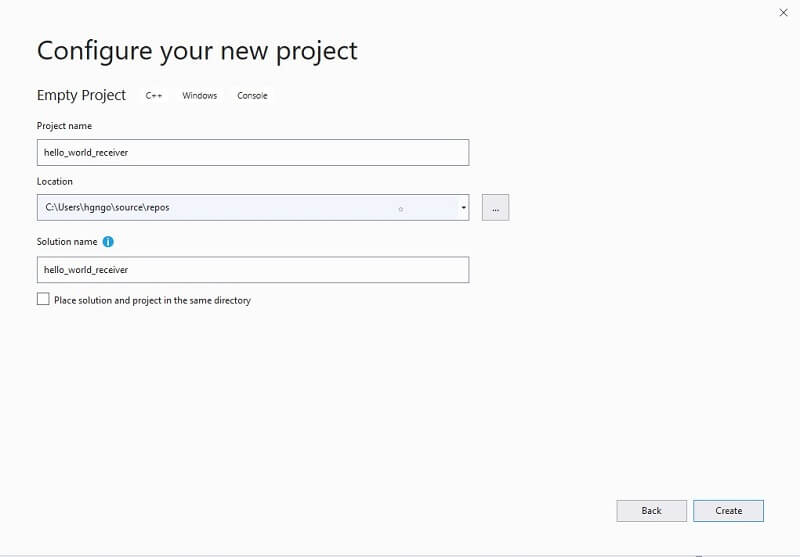 Configure your new project
Empty Project C++ Windows Console
Project name
hello_world_receiver
Location
C:\Users\hgngo\source\repos
...
Solution name
hello_world_receiver
Place solution and project in the same directory
Back Create